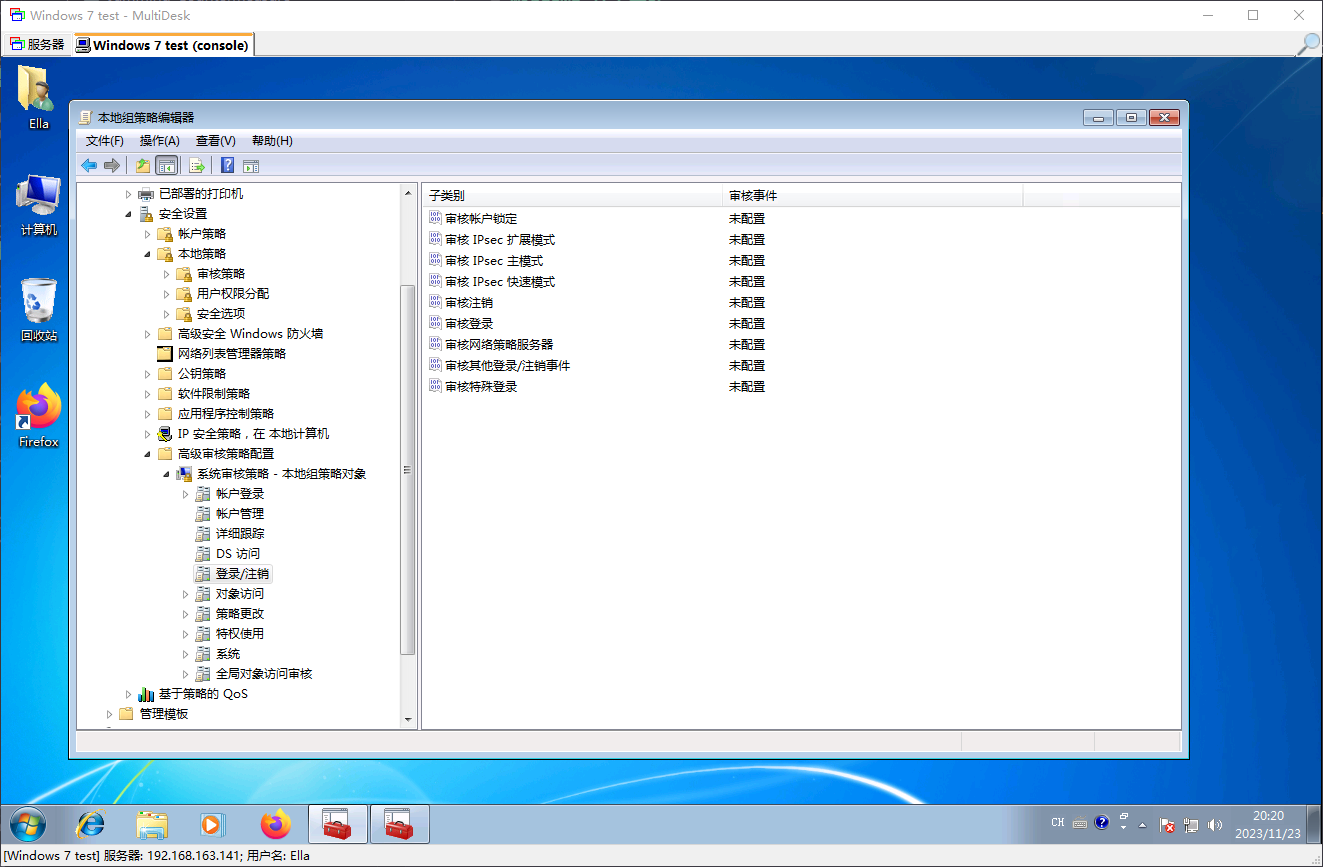 Windows 7 test - MultiDesk
服务器
Windows 7 test (console)
Ella
计算机
回收站
Firefox
本地组策略编辑器
文件(F) 操作(A) 查看(V) 帮助(H)
已部署的打印机
安全设置
帐户策略
本地策略
审核策略
用户权限分配
安全选项
高级安全 Windows 防火墙
网络列表管理器策略
公钥策略
软件限制策略
应用程序控制策略
IP 安全策略，在 本地计算机
高级审核策略配置
系统审核策略 - 本地组策略对象
帐户登录
帐户管理
详细跟踪
DS 访问
登录/注销
对象访问
策略更改
特权使用
系统
全局对象访问审核
基于策略的 QoS
管理模板
子类别 审核事件
审核帐户锁定 未配置
审核 IPsec 扩展模式 未配置
审核 IPsec 主模式 未配置
审核 IPsec 快速模式 未配置
审核注销 未配置
审核登录 未配置
审核网络策略服务器 未配置
审核其他登录/注销事件 未配置
审核特殊登录 未配置
CH
20:20
2023/11/23
[Windows 7 test] 服务器: 192.168.163.141; 用户名: Ella